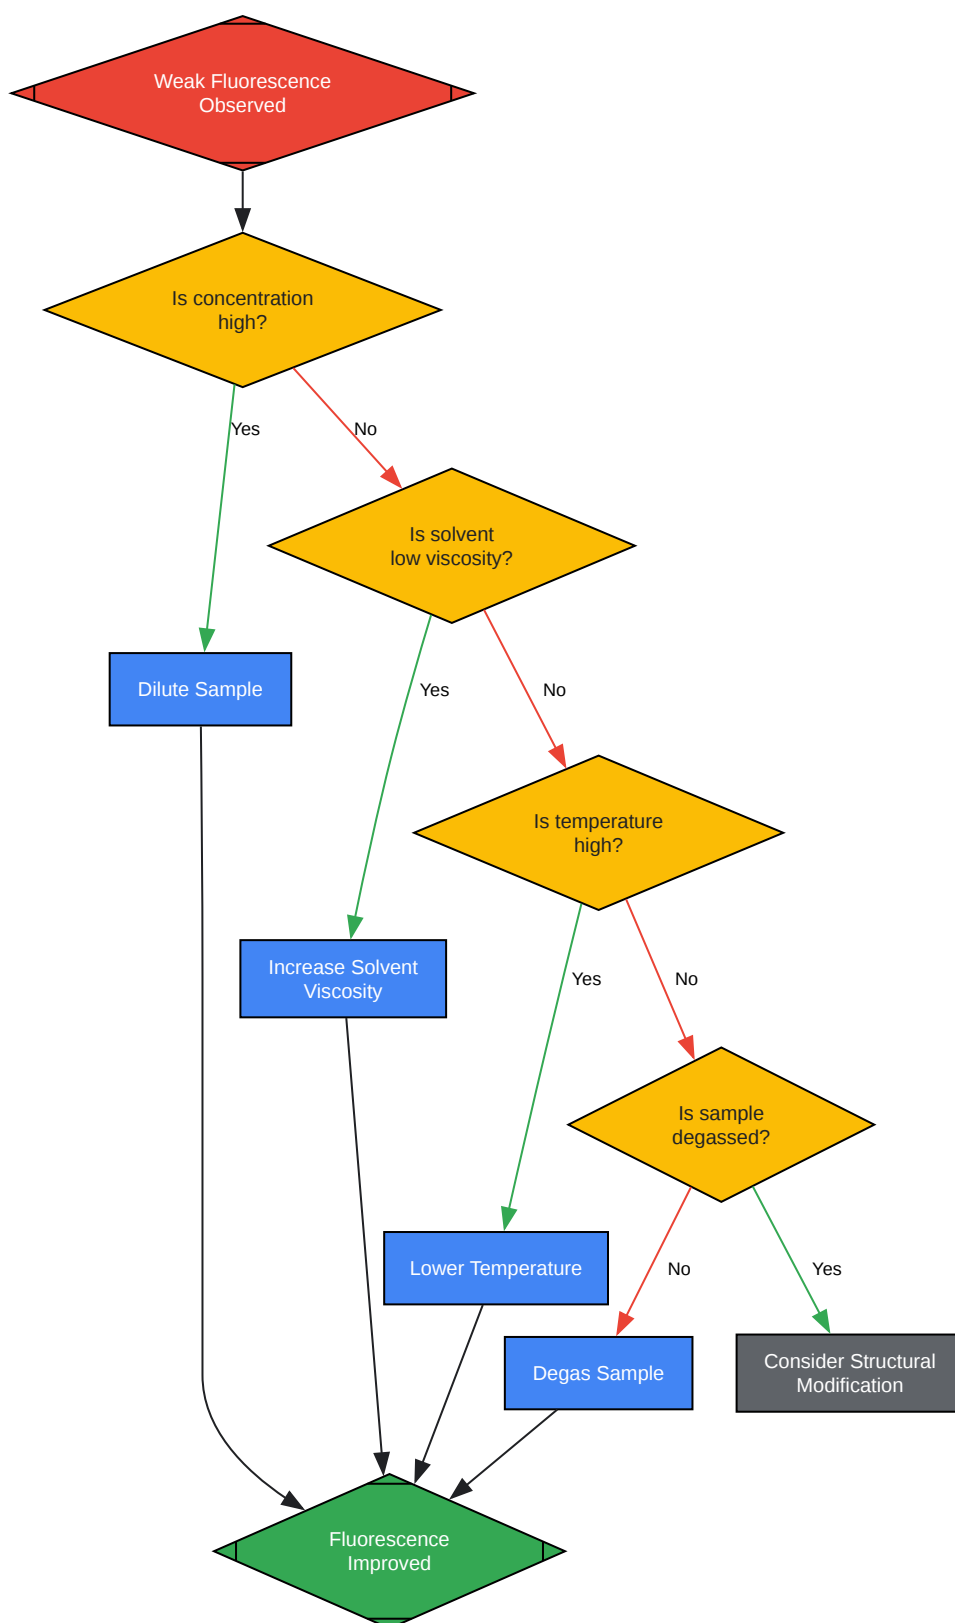 Weak Fluorescence
Observed
Is concentration
high?
Yes
No
Is solvent
low viscosity?
Dilute Sample
Yes
No
Is temperature
high?
Increase Solvent
Viscosity
Yes
No
Is sample
degassed?
Lower Temperature
No
Yes
Degas Sample
Consider Structural
Modification
Fluorescence
Improved